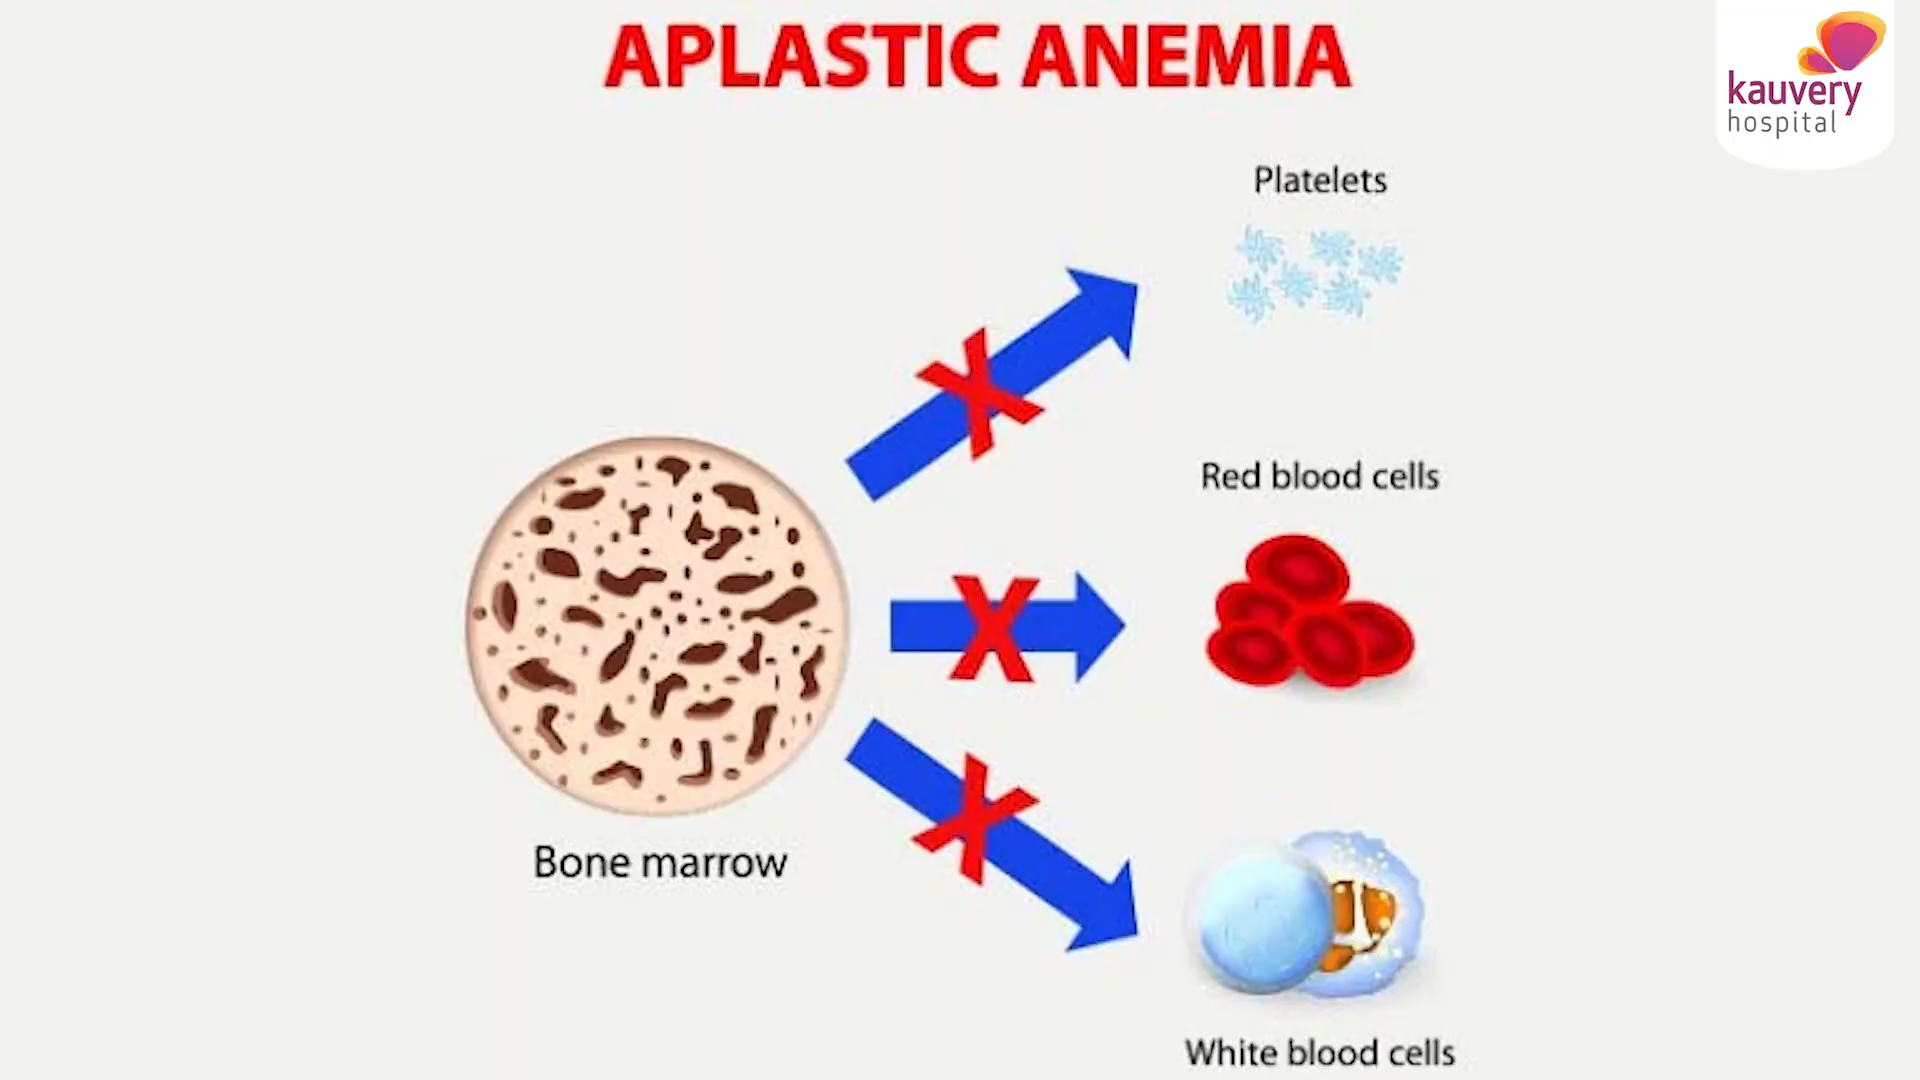 APLASTIC ANEMIA
kauvery
hospital
Platelets
Red blood cells
Bone marrow
White blood cells